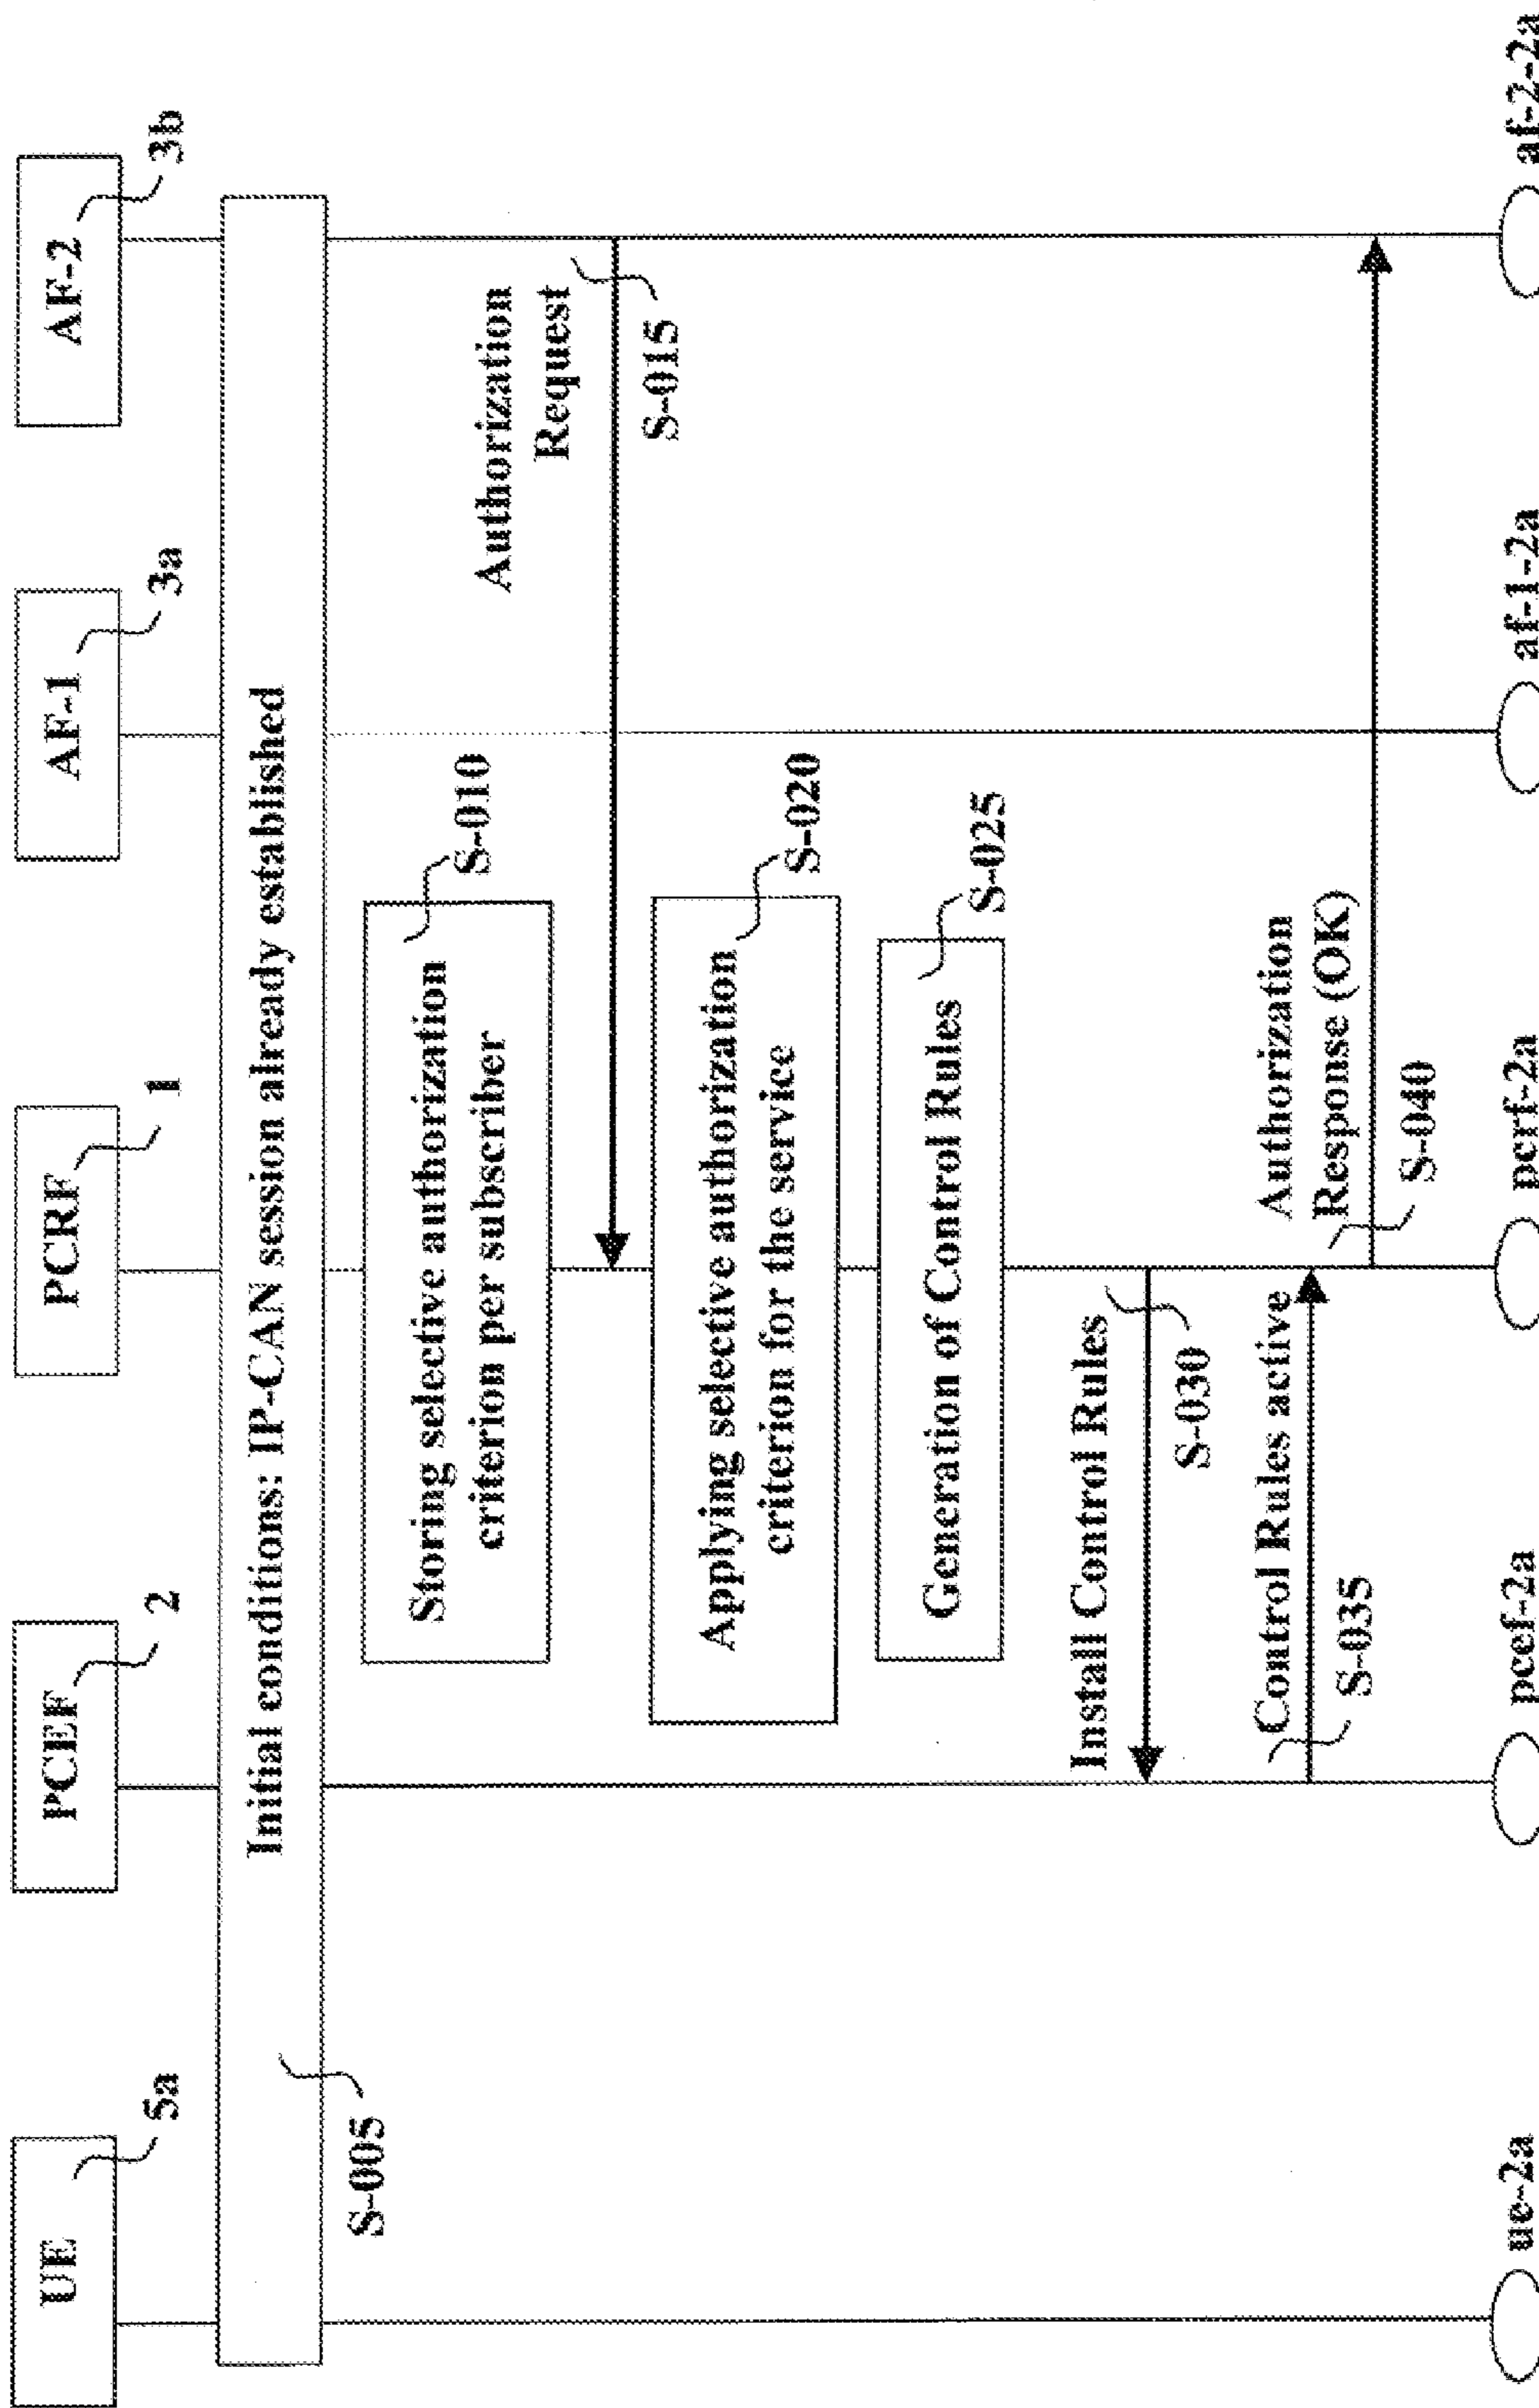 UE
5a
PCEF
2
PCRF
1
AF-1
3a
AF-2
3b
Initial conditions: IP-CAN session already established
S-005
Storing selective authorization
criterion per subscriber
S-010
Authorization
Request
S-015
Applying selective authorization
criterion for the service
S-020
Generation of Control Rules
S-025
Install Control Rules
S-030
Control Rules active
S-035
Authorization
Response (OK)
S-040
ue-2a
pcef-2a
pcrf-2a
af-1-2a
af-2-2a